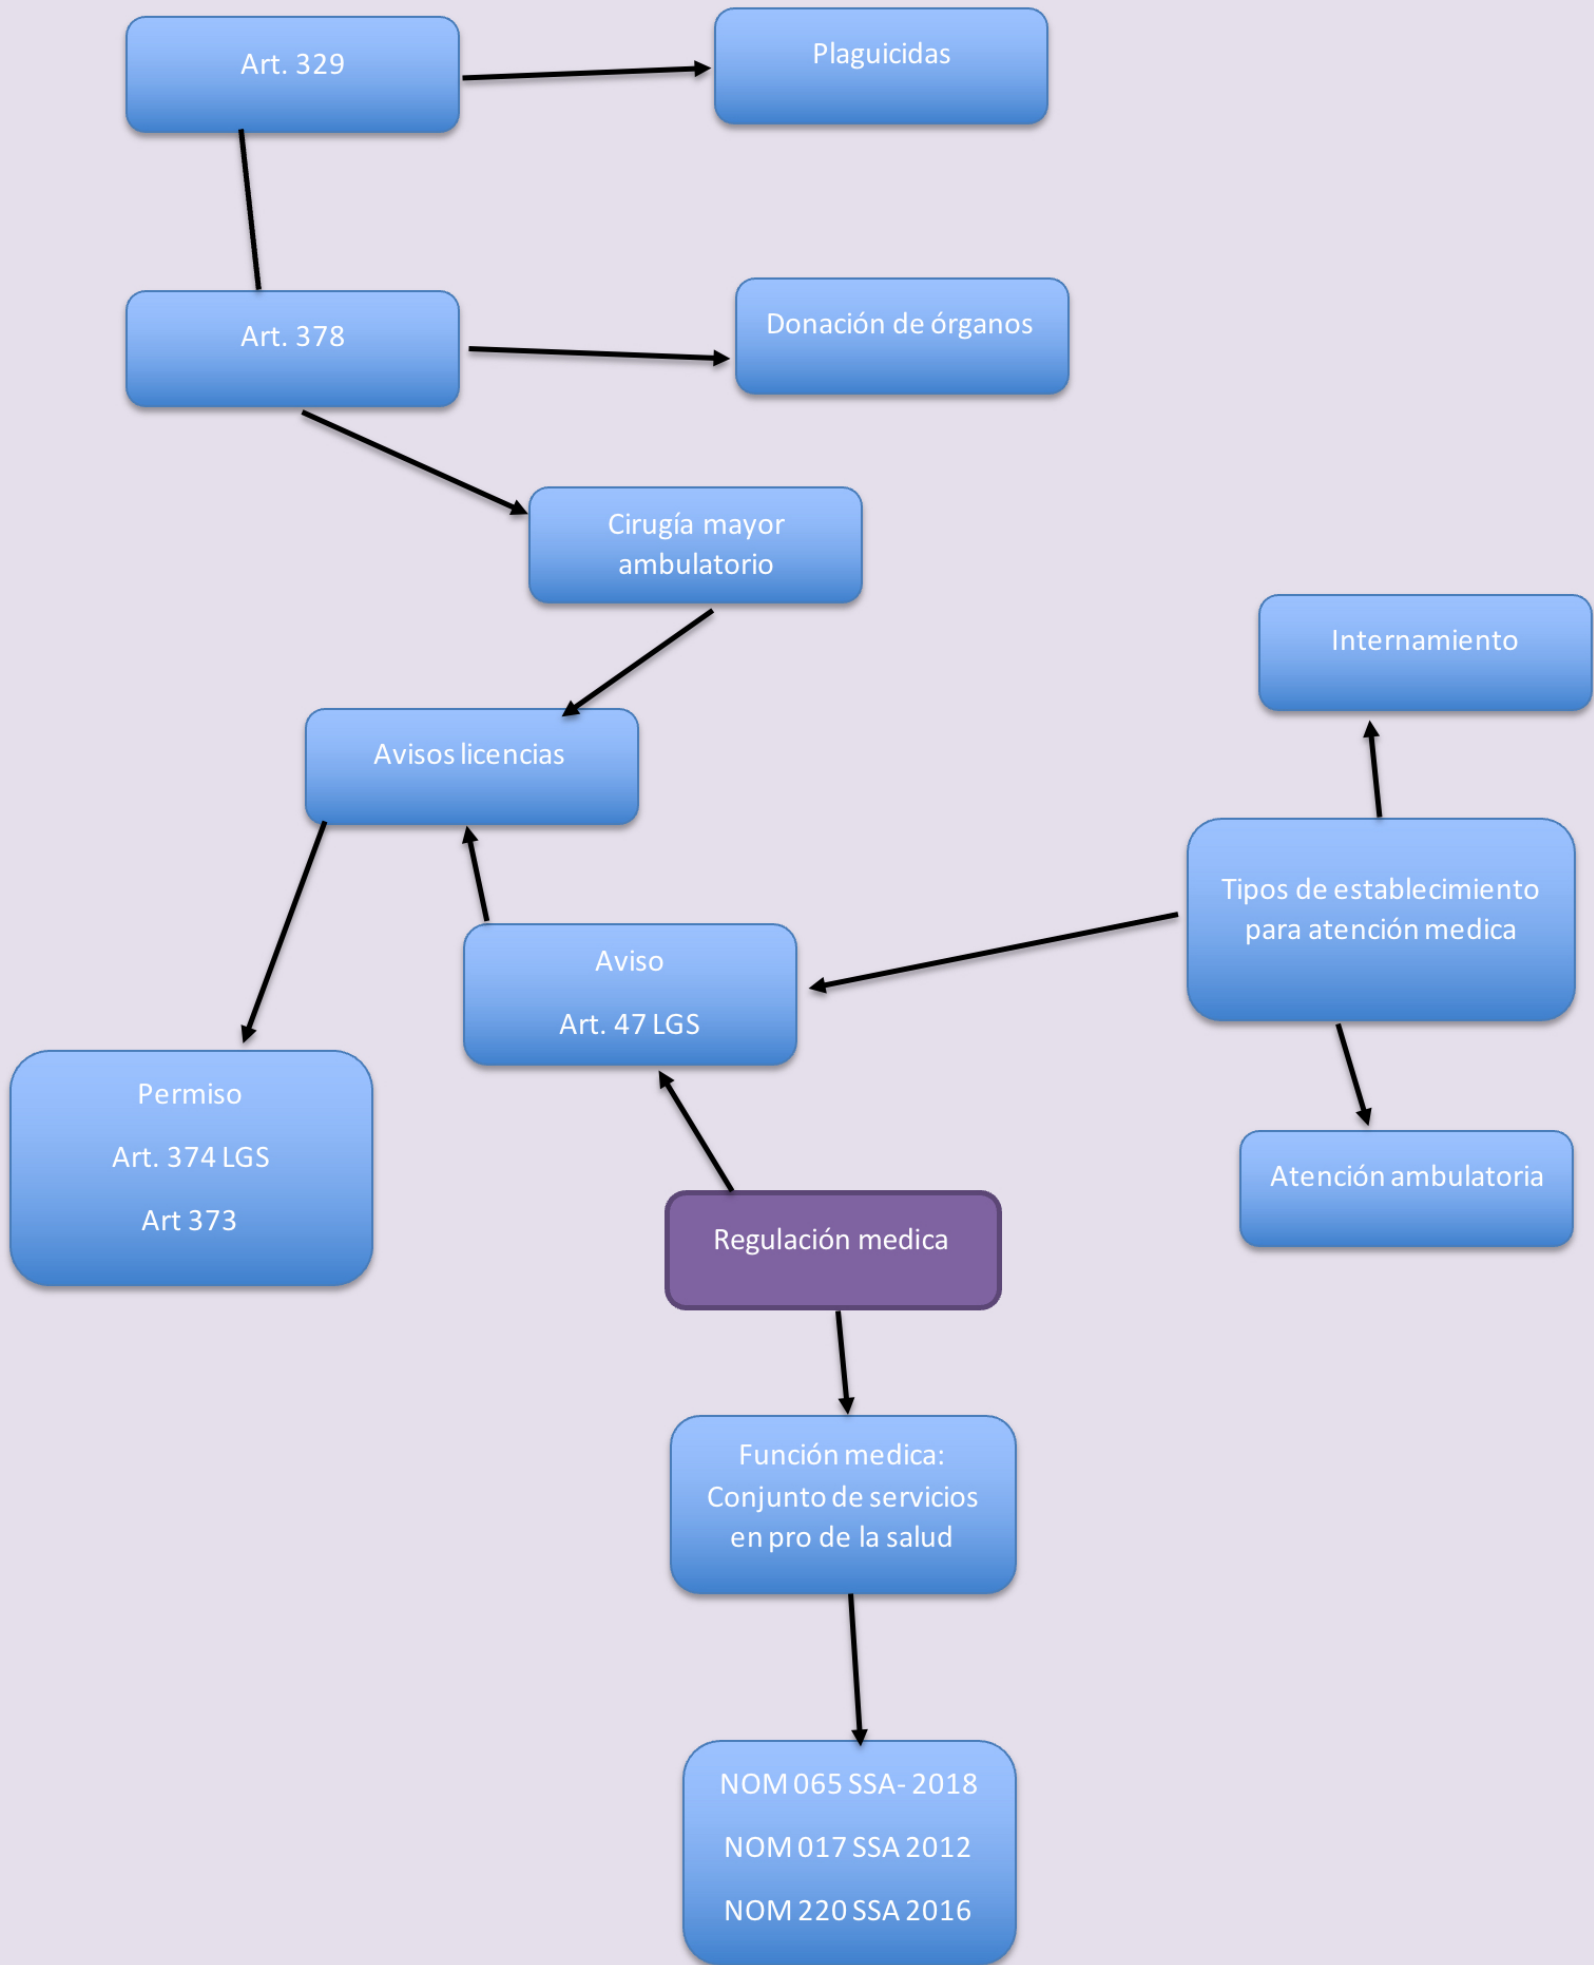 Art. 329
Plaguicidas
Art. 378
Donación de órganos
Cirugía mayor
ambulatorio
Internamiento
Avisos licencias
Tipos de establecimiento
para atención medica
Aviso
Art. 47 LGS
Permiso
Art. 374 LGS
Art 373
Atención ambulatoria
Regulación medica
Función medica:
Conjunto de servicios
en pro de la salud
NOM 065 SSA- 2018
NOM 017 SSA 2012
NOM 220 SSA 2016